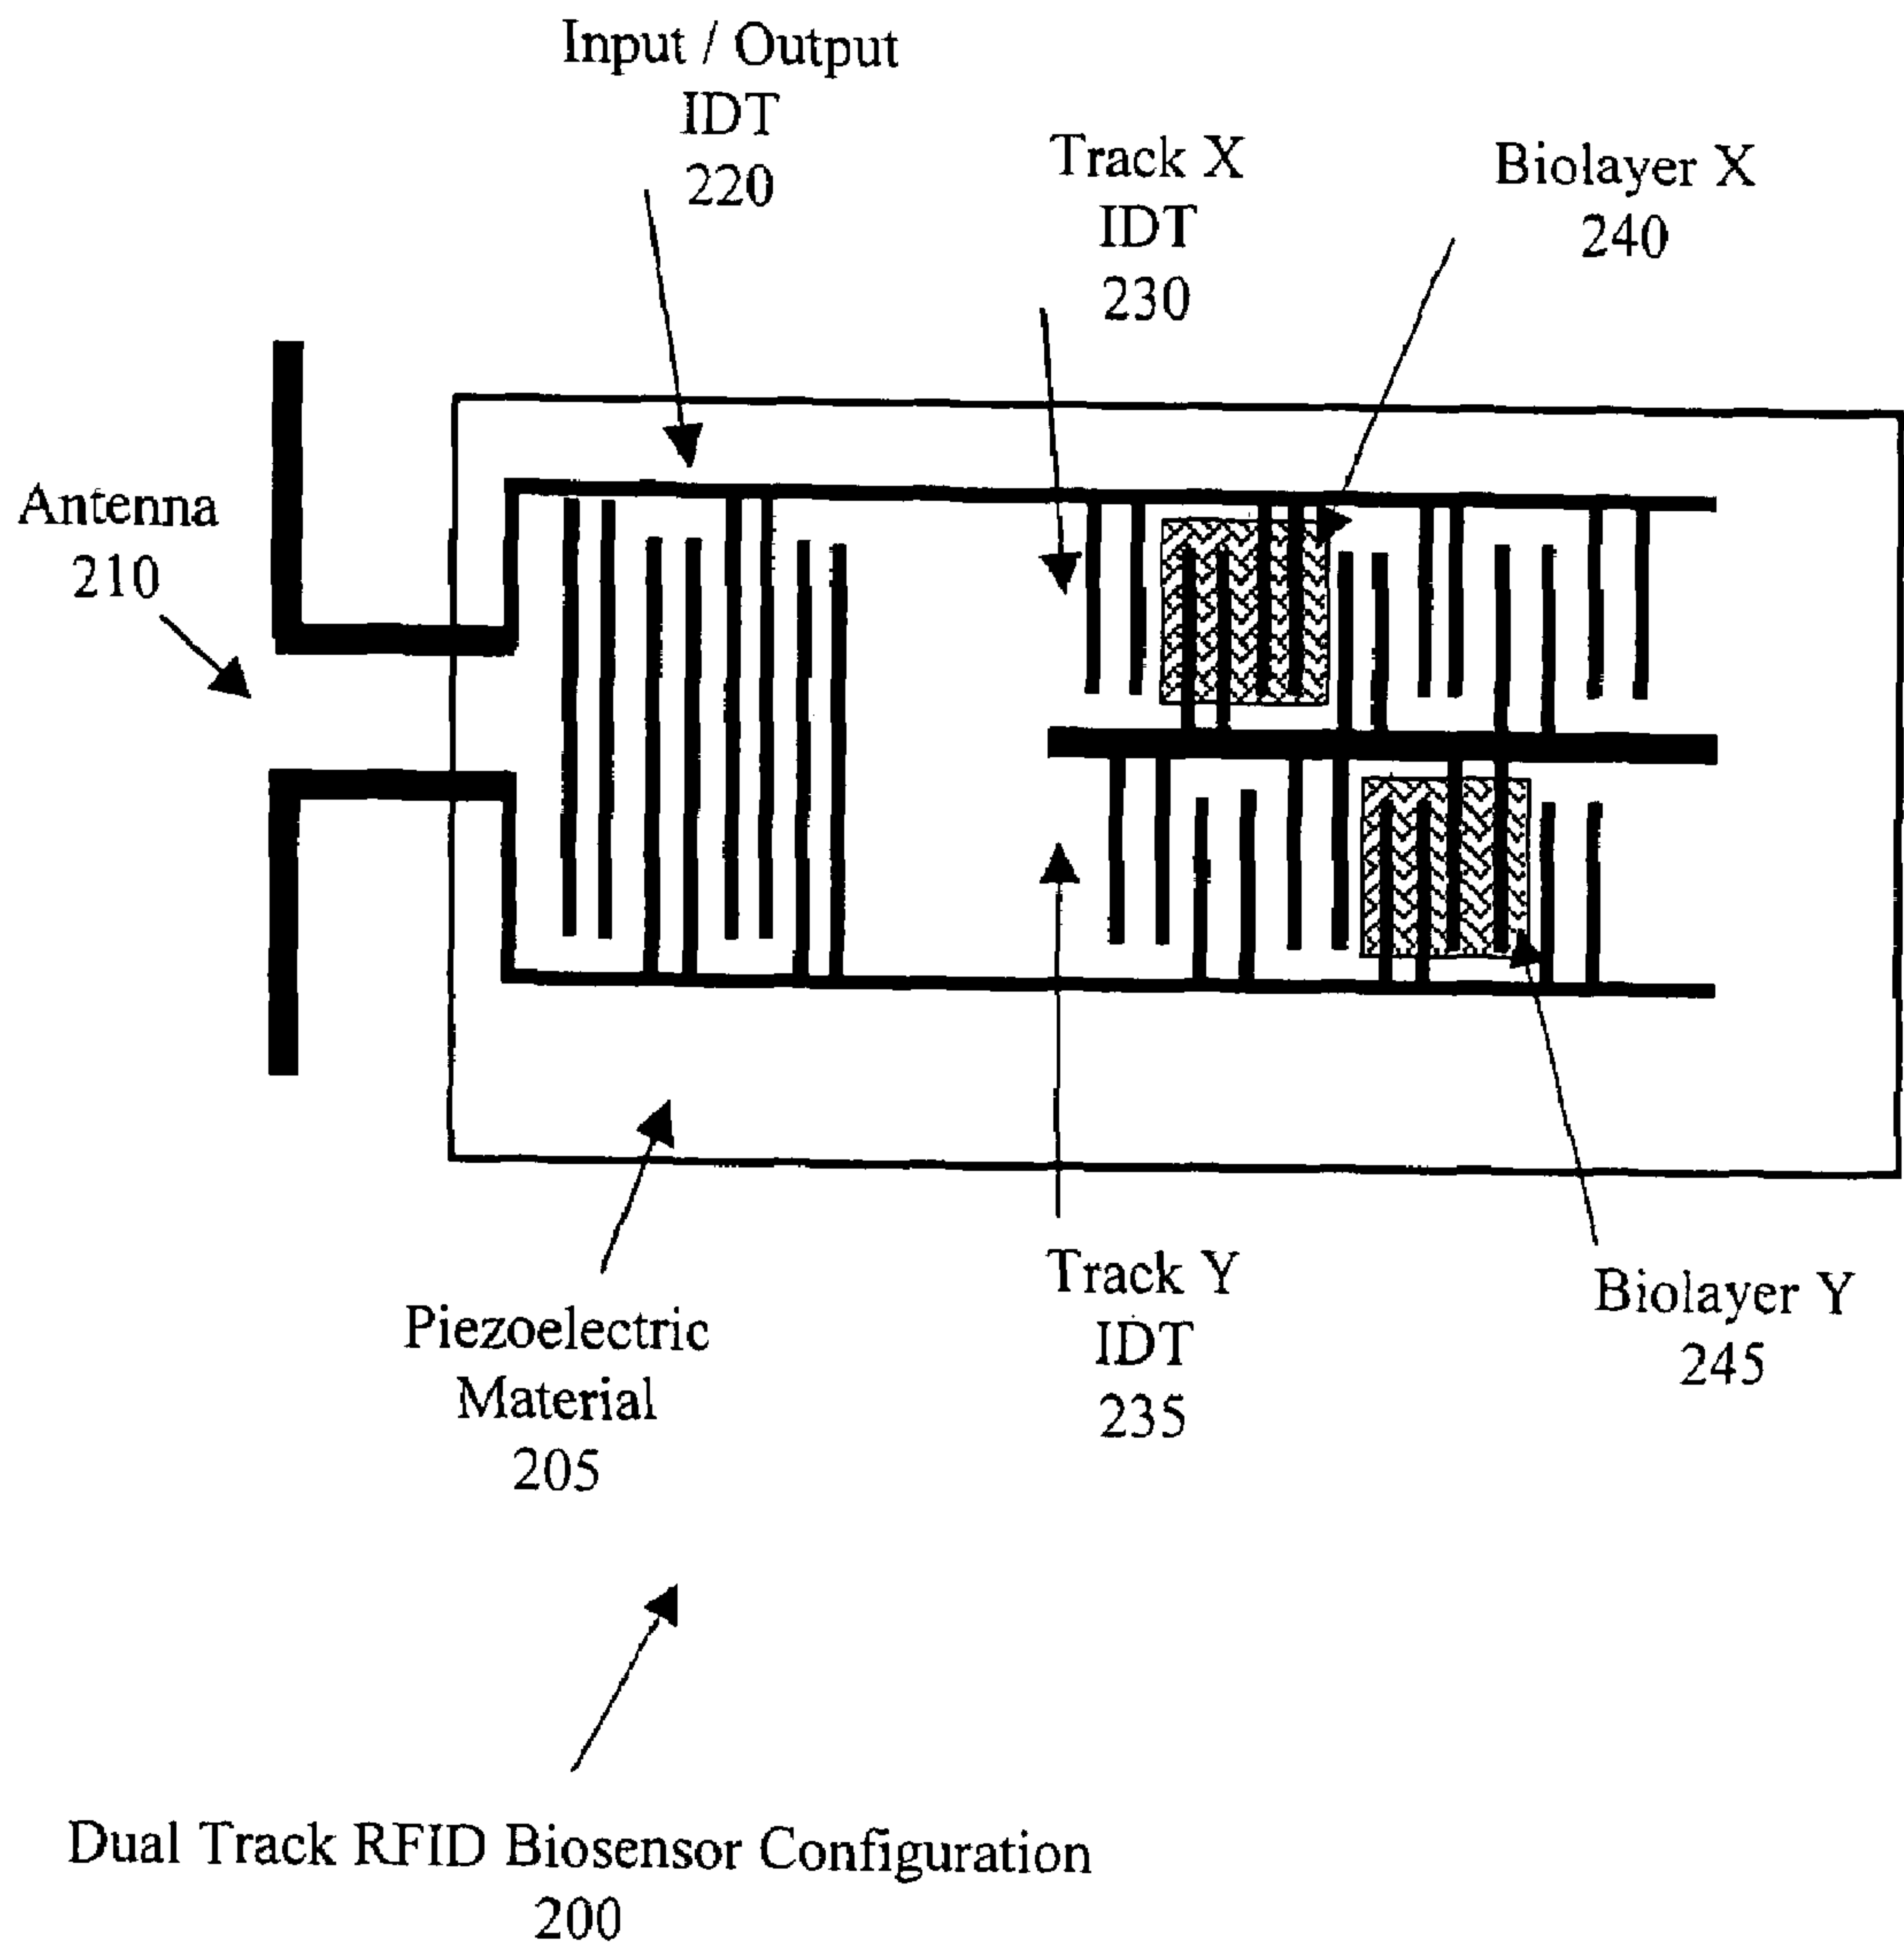 Input / Output
IDT
220
Track X
IDT
230
Biolayer X
240
Antenna
210
Piezoelectric
Material
205
Track Y
IDT
235
Biolayer Y
245
Dual Track RFID Biosensor Configuration
200